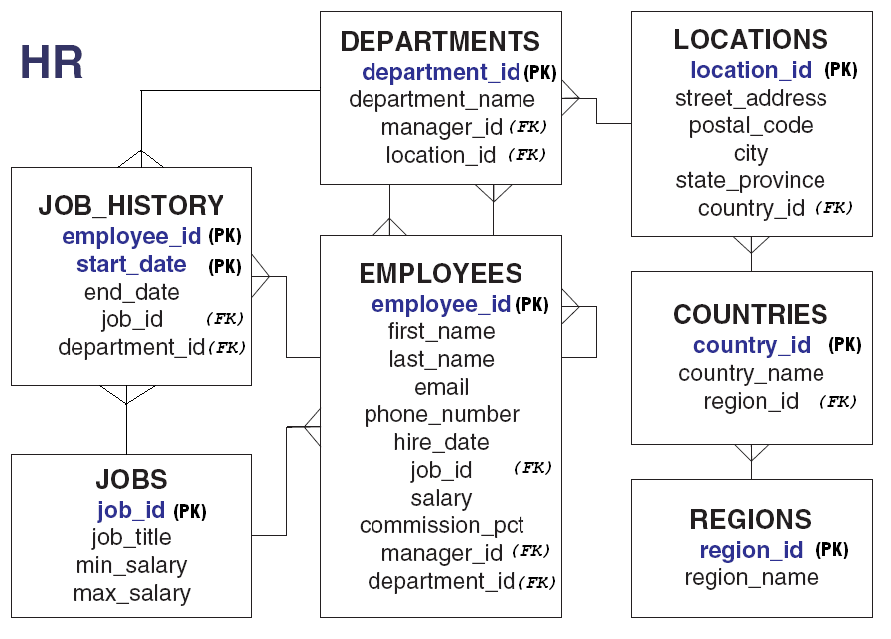 HR
DEPARTMENTS
department_id(PK)
department_name
manager_id (FK)
location_id (FK)
LOCATIONS
location_id (PK)
street_address
postal_code
city
state_province
country_id (FK)
JOB_HISTORY
employee_id (PK)
start_date (PK)
end_date
job_id (FK)
department_id(FK)
EMPLOYEES
employee_id (PK)
first_name
last_name
email
phone_number
hire_date
job_id (FK)
salary
commission_pct
manager_id (FK)
department_id(FK)
COUNTRIES
country_id (PK)
country_name
region_id (FK)
JOBS
job_id (PK)
job_title
min_salary
max_salary
REGIONS
region_id (PK)
region_name